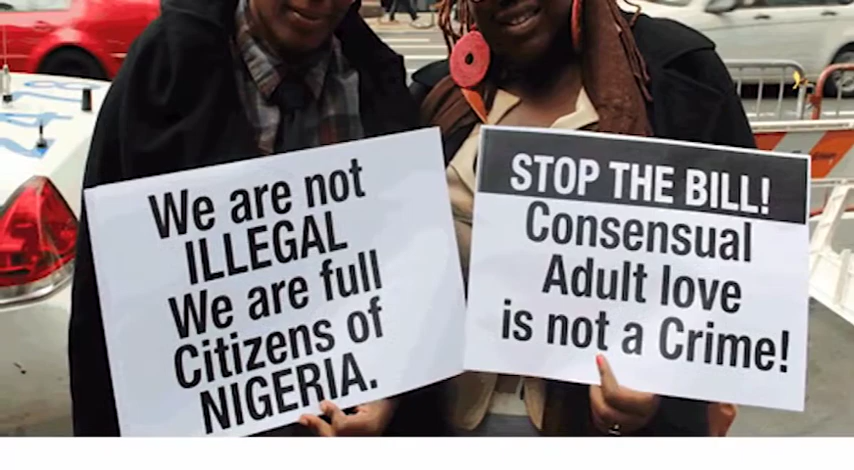 We are not
ILLEGAL
We are full
Citizens of
NIGERIA.
STOP THE BILL!
Consensual
Adult love
is not a Crime!